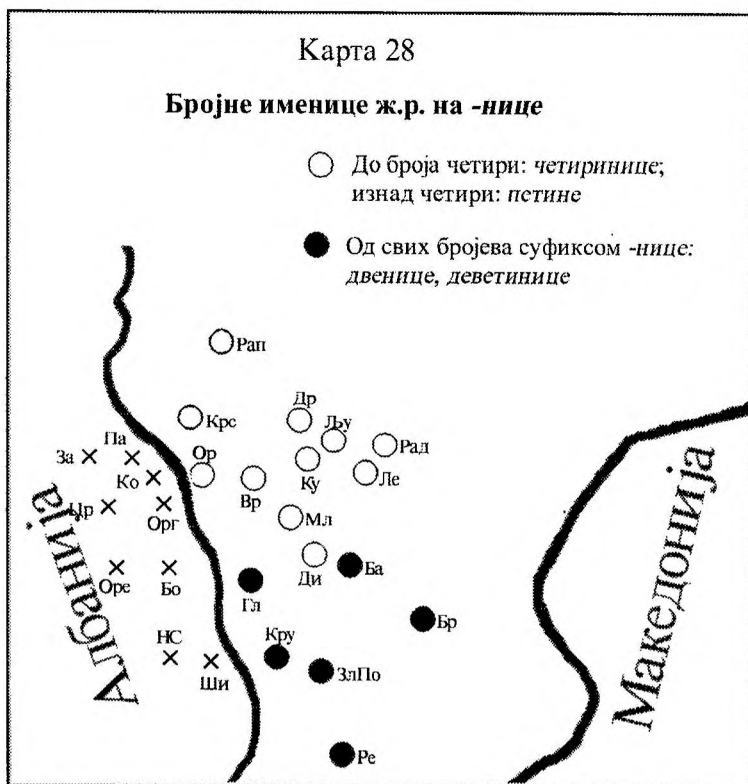 Карта 28
Бројне именице ж.р. на -нице
До броја четири: четиринице;
изнад четири: петине
Од свих бројева суфиксом -нице:
двенице, деветинице
Рап
Крс
Др
Љу
Рад
Па
За
Ор
Ко
Вр
Ку
Ле
Цр
Орг
Мл
Ди
Ба
Оре
Бо
Гл
Бр
НС
Ши
Кру
ЗлПо
Ре
Албанија
Македонија